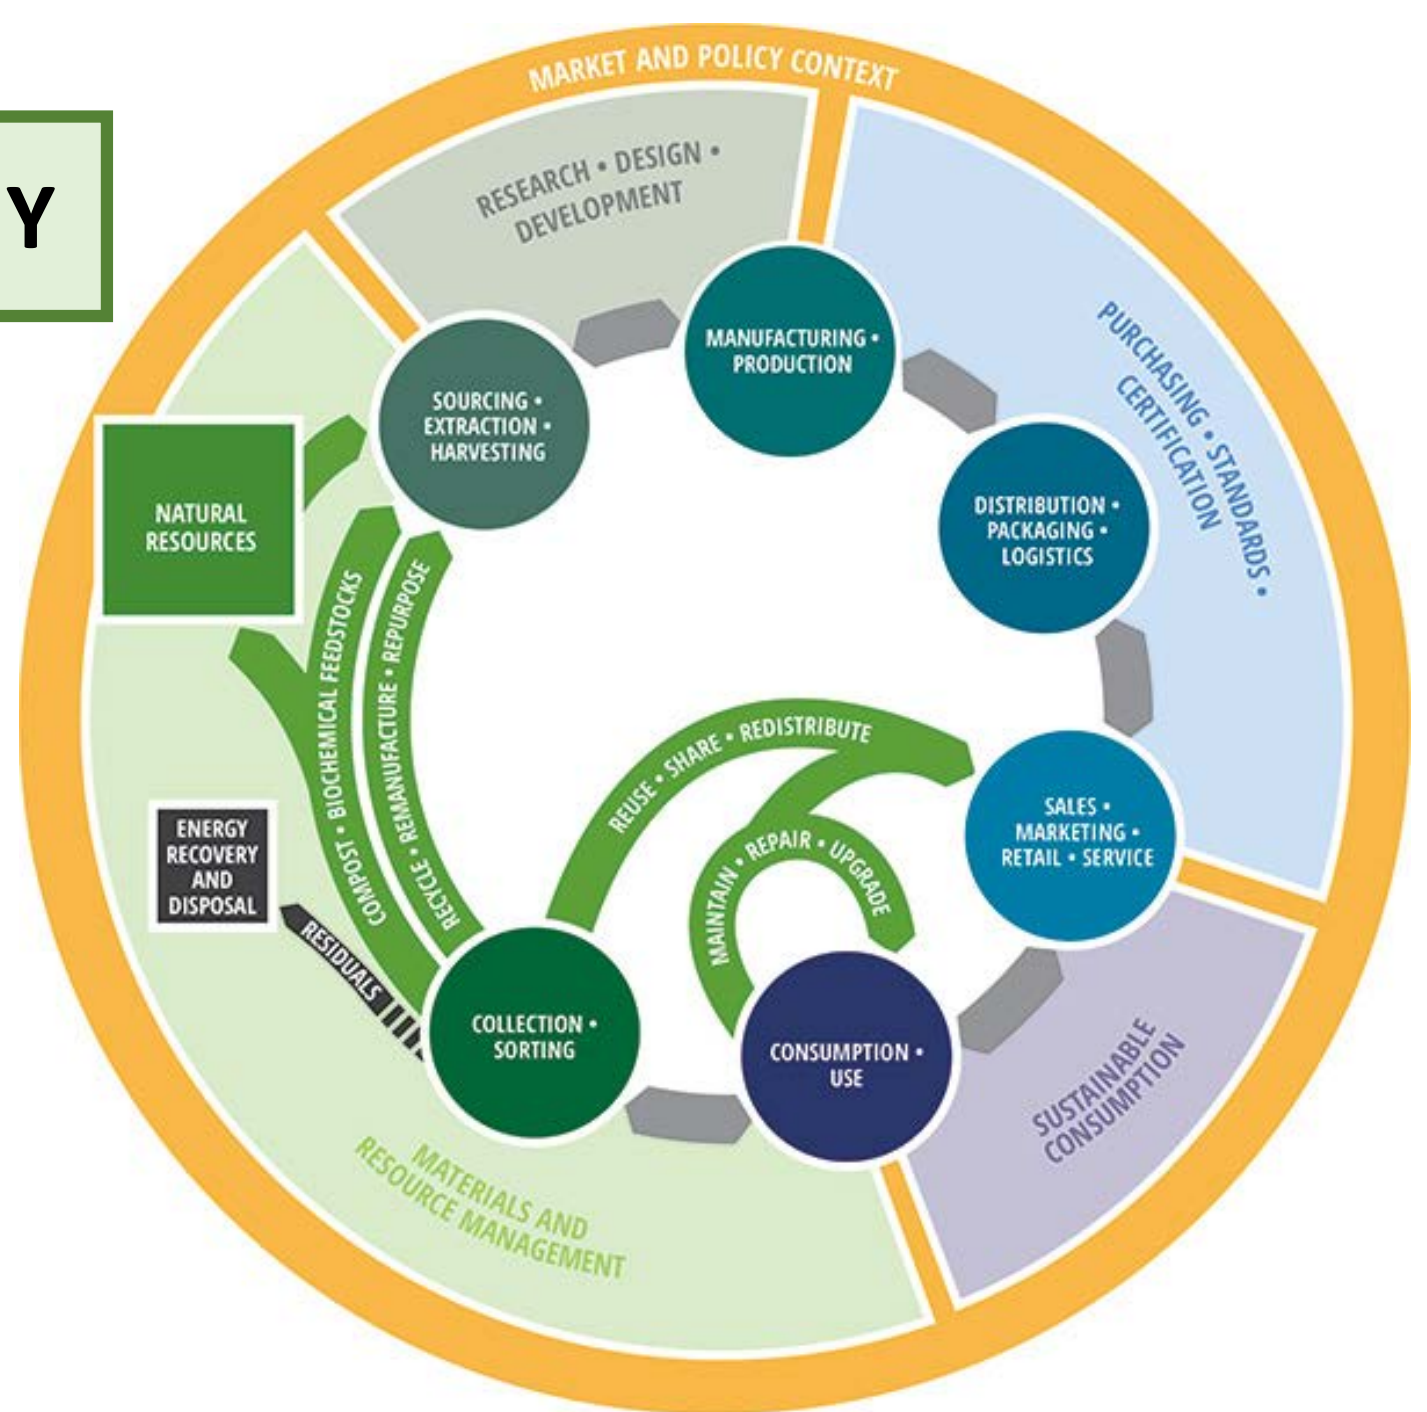 MARKET AND POLICY CONTEXT
Y
RESEARCH • DESIGN •
DEVELOPMENT
PURCHASING • STANDARDS •
CERTIFICATION
MANUFACTURING •
PRODUCTION
SOURCING •
EXTRACTION •
HARVESTING
NATURAL
RESOURCES
DISTRIBUTION •
PACKAGING •
LOGISTICS
COMPOST • BIOCHEMICAL FEEDSTOCKS
RECYCLE • REMANUFACTURE • REPURPOSE
REUSE • SHARE • REDISTRIBUTE
MAINTAIN • REPAIR • UPGRADE
SALES •
MARKETING •
RETAIL • SERVICE
ENERGY
RECOVERY
AND
DISPOSAL
RESIDUALS
COLLECTION •
SORTING
CONSUMPTION •
USE
SUSTAINABLE
CONSUMPTION
MATERIALS AND
RESOURCE MANAGEMENT